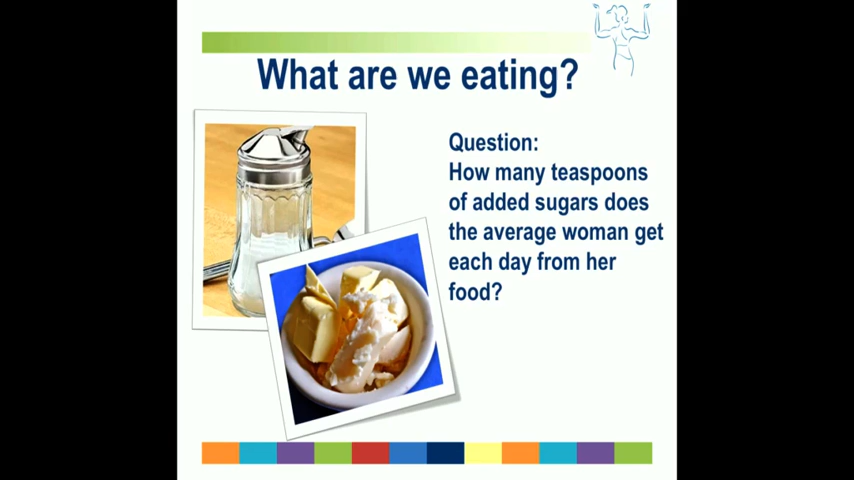 What are we eating?
Question:
How many teaspoons
of added sugars does
the average woman get
each day from her
food?